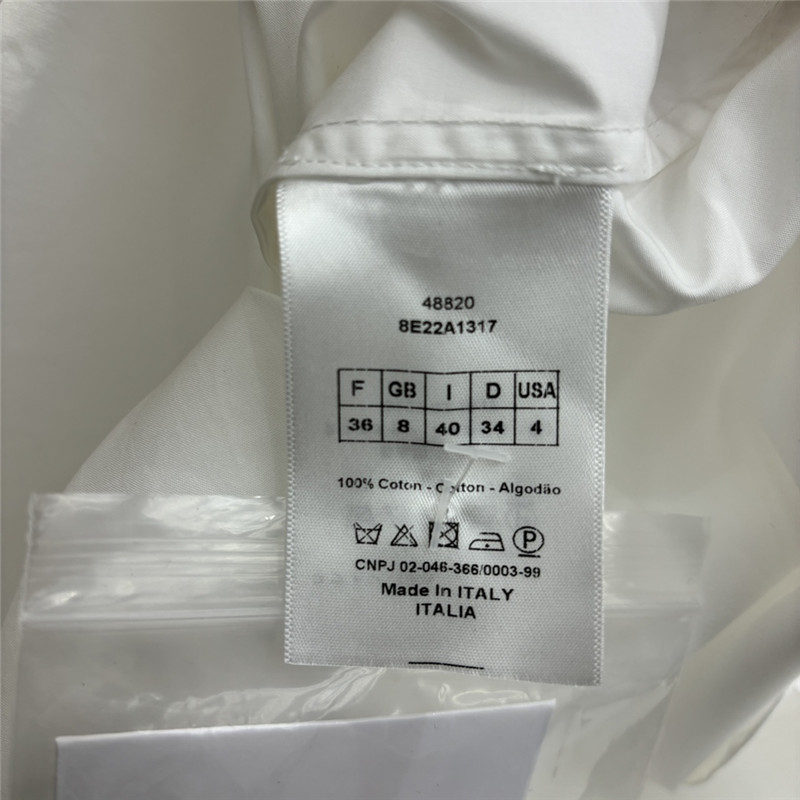 48820
8E22A1317
F GB I D USA
36 8 40 34 4
100% Coton - Cotton - Algodão
CNPJ 02-046-366/0003-99
Made In ITALY
ITALIA